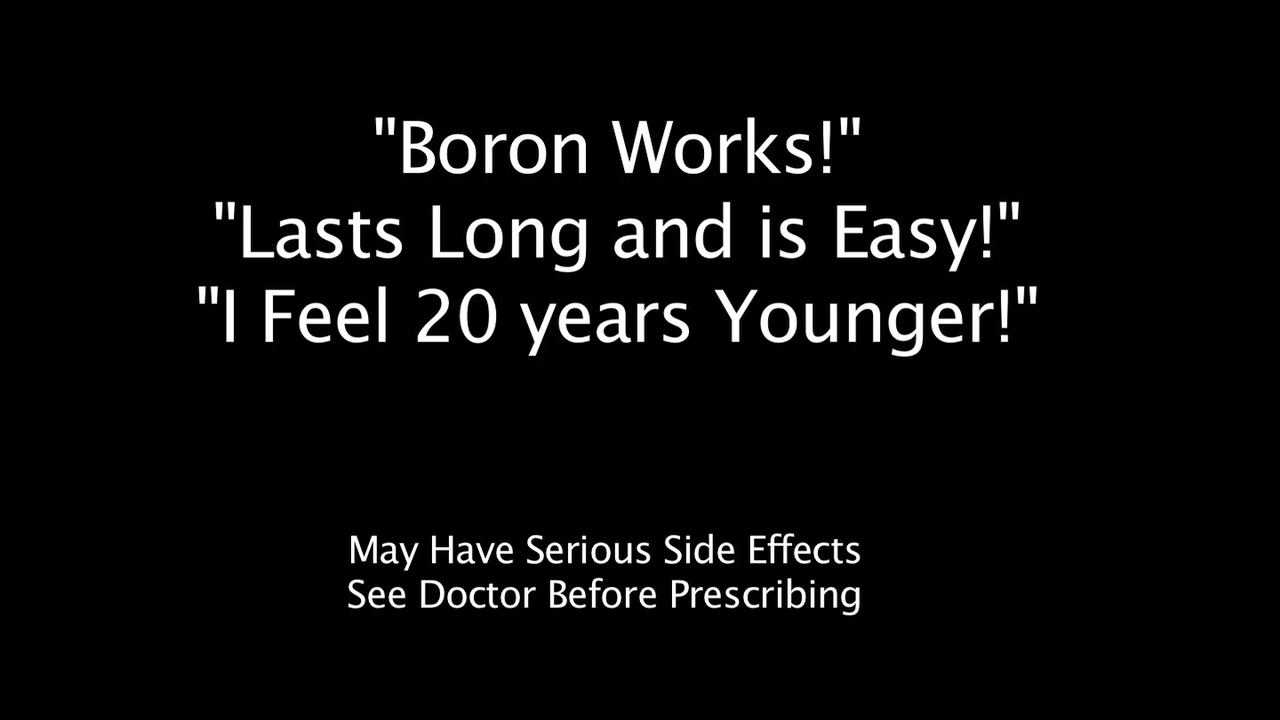 "Boron Works!"
"Lasts Long and is Easy!"
"I Feel 20 years Younger!"
May Have Serious Side Effects
See Doctor Before Prescribing